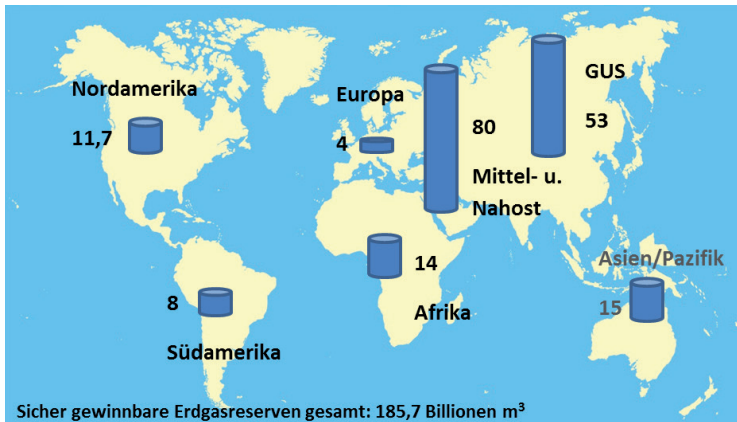 Nordamerika
11,7
Europa
4
80
Mittel- u.
Nahost
GUS
53
14
Afrika
Asien/Pazifik
15
8
Südamerika
Sicher gewinnbare Erdgasreserven gesamt: 185,7 Billionen m³